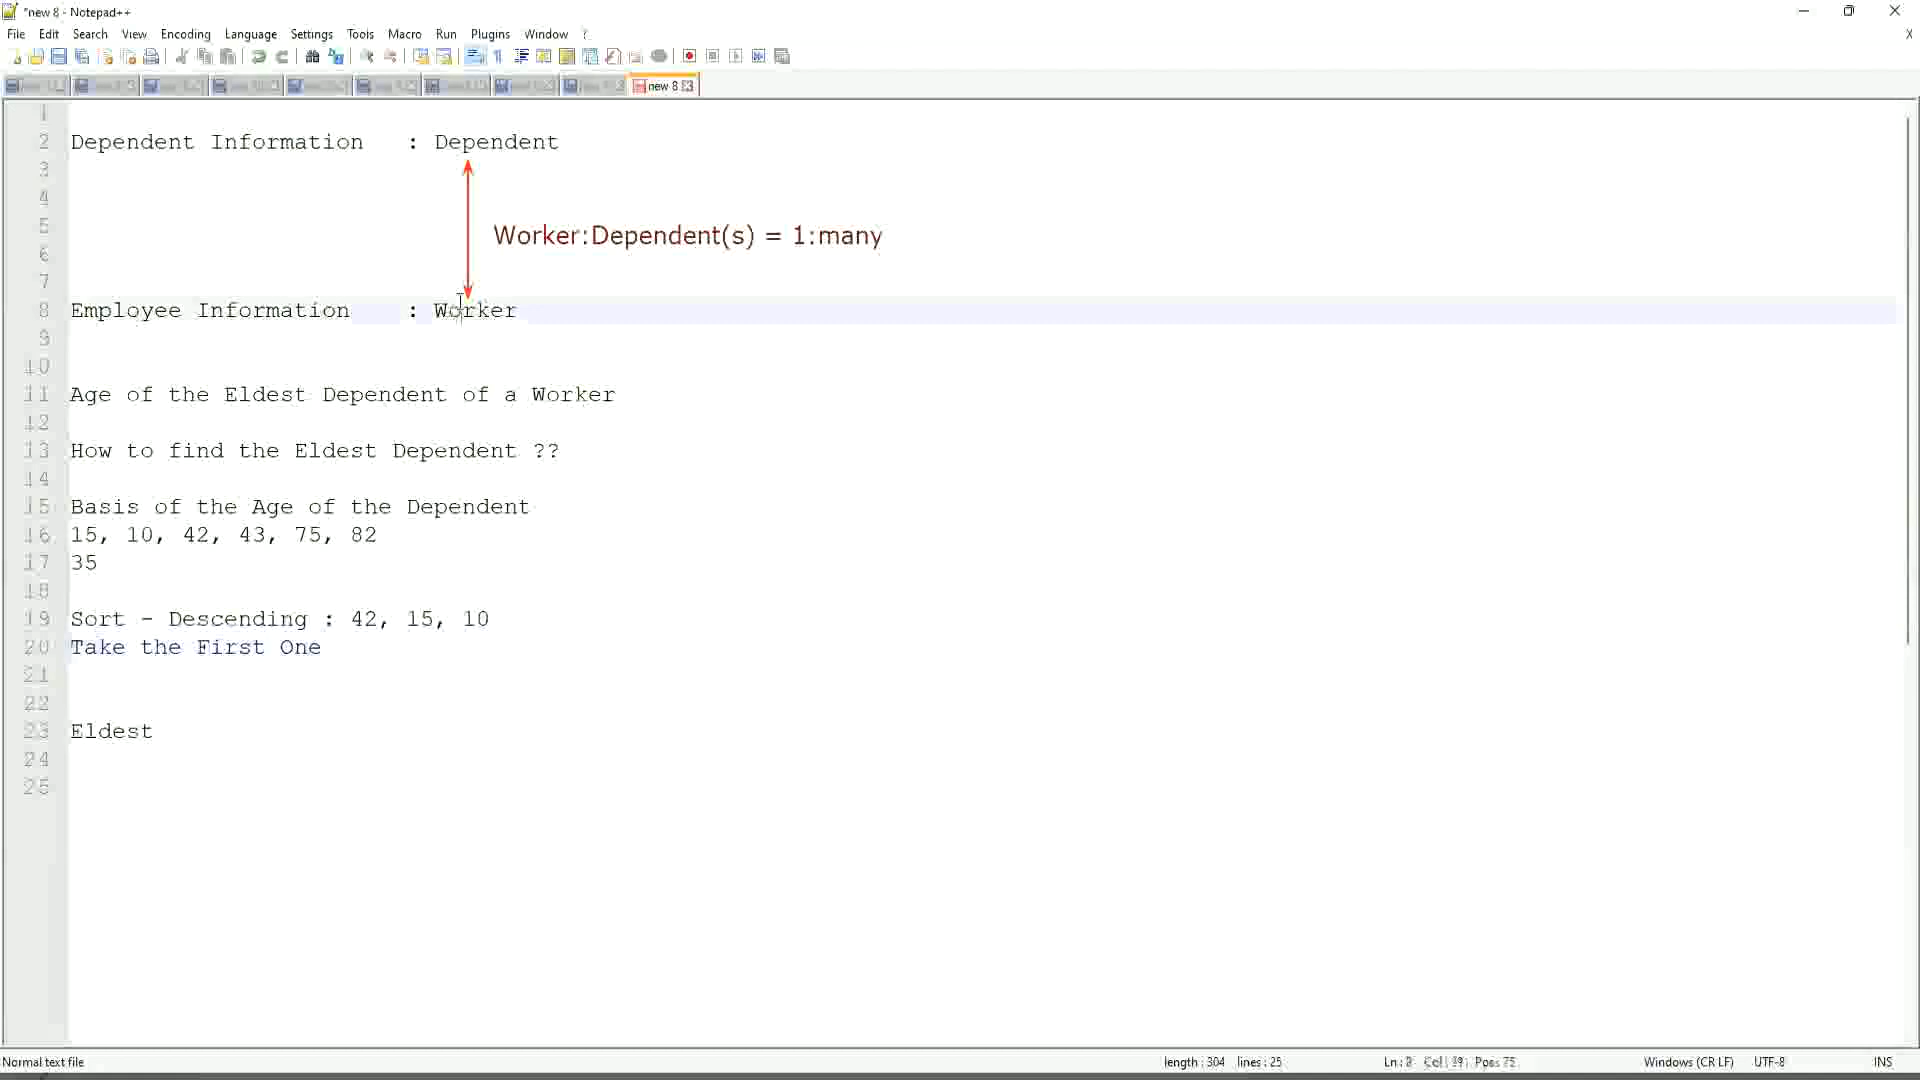 *new 8 - Notepad++
File Edit Search View Encoding Language Settings Tools Macro Run Plugins Window ? X
new 8
1
2 Dependent Information : Dependent
3
4
5 Worker:Dependent(s) = 1:many
6
7
8 Employee Information : Worker
9
10
11 Age of the Eldest Dependent of a Worker
12
13 How to find the Eldest Dependent ??
14
15 Basis of the Age of the Dependent
16 15, 10, 42, 43, 75, 82
17 35
18
19 Sort - Descending : 42, 15, 10
20 Take the First One
21
22
23 Eldest
24
25
Normal text file length : 304 lines : 25 Ln : Col : Pos : 75 Windows (CR LF) UTF-8 INS